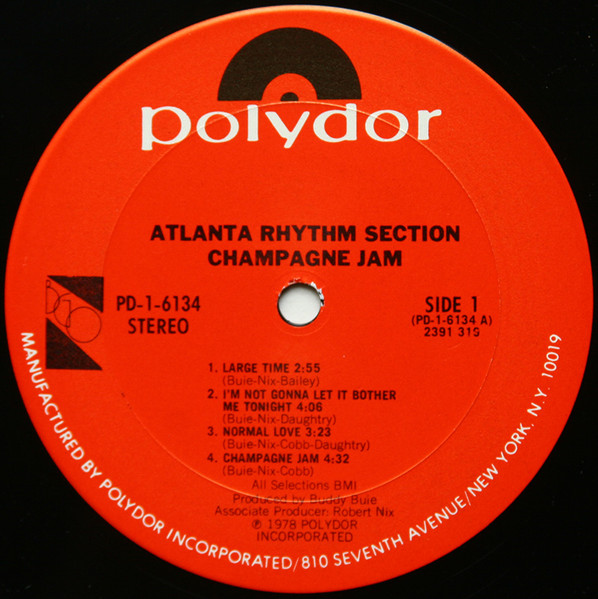 polydor
ATLANTA RHYTHM SECTION
CHAMPAGNE JAM
PD-1-6134
STEREO
SIDE 1
(PD-1-6134 A)
2391 319
1. LARGE TIME 2:55
(Buie-Nix-Bailey)
2. I'M NOT GONNA LET IT BOTHER
ME TONIGHT 4:06
(Buie-Nix-Daughtry)
3. NORMAL LOVE 3:23
(Buie-Nix-Cobb-Daughtry)
4. CHAMPAGNE JAM 4:32
(Buie-Nix-Cobb)
All Selections BMI
Produced by Buddy Buie
Associate Producer: Robert Nix
℗ 1978 POLYDOR
INCORPORATED
MANUFACTURED BY POLYDOR INCORPORATED/810 SEVENTH AVENUE/NEW YORK, N.Y. 10019